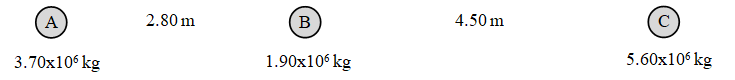 A 2.80 m B 4.50 m C
3.70x10⁶ kg 1.90x10⁶ kg 5.60x10⁶ kg